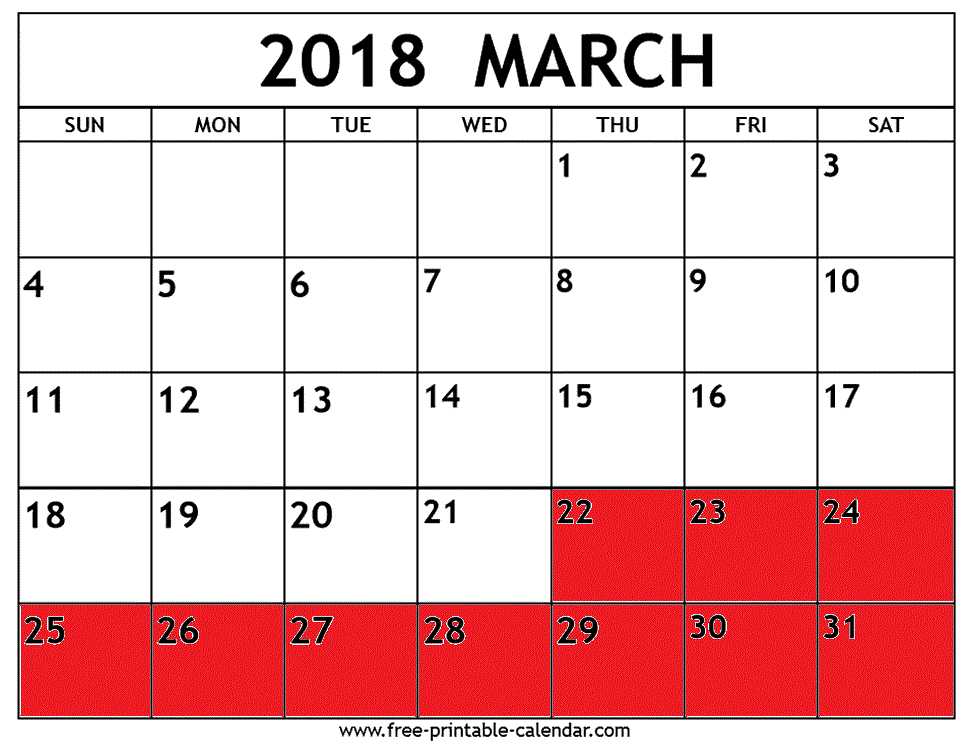 2018 MARCH
SUN MON TUE WED THU FRI SAT
1 2 3
4 5 6 7 8 9 10
11 12 13 14 15 16 17
18 19 20 21 22 23 24
25 26 27 28 29 30 31
www.free-printable-calendar.com